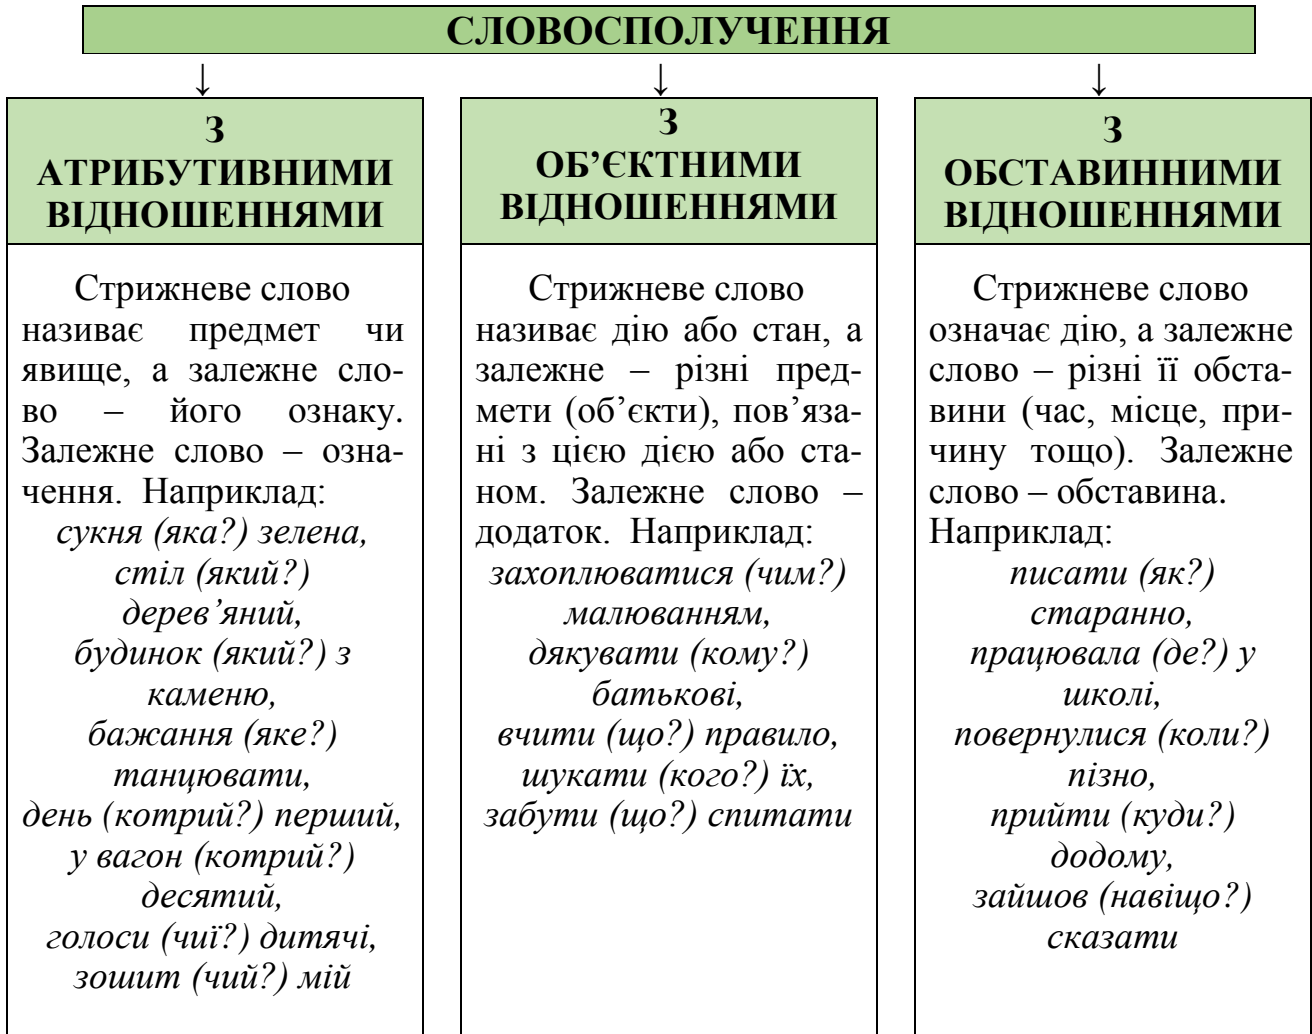 СЛОВОСПОЛУЧЕННЯ
↓ ↓ ↓
З
АТРИБУТИВНИМИ
ВІДНОШЕННЯМИ
Стрижневе слово
називає предмет чи
явище, а залежне сло-
во – його ознаку.
Залежне слово – озна-
чення. Наприклад:
сукня (яка?) зелена,
стіл (який?)
дерев’яний,
будинок (який?) з
каменю,
бажання (яке?)
танцювати,
день (котрий?) перший,
у вагон (котрий?)
десятий,
голоси (чиї?) дитячі,
зошит (чий?) мій
З
ОБ’ЄКТНИМИ
ВІДНОШЕННЯМИ
Стрижневе слово
називає дію або стан, а
залежне – різні пред-
мети (об’єкти), пов’яза-
ні з цією дією або ста-
ном. Залежне слово –
додаток. Наприклад:
захоплюватися (чим?)
малюванням,
дякувати (кому?)
батькові,
вчити (що?) правило,
шукати (кого?) їх,
забути (що?) спитати
З
ОБСТАВИННИМИ
ВІДНОШЕННЯМИ
Стрижневе слово
означає дію, а залежне
слово – різні її обста-
вини (час, місце, при-
чину тощо). Залежне
слово – обставина.
Наприклад:
писати (як?)
старанно,
працювала (де?) у
школі,
повернулися (коли?)
пізно,
прийти (куди?)
додому,
зайшов (навіщо?)
сказати